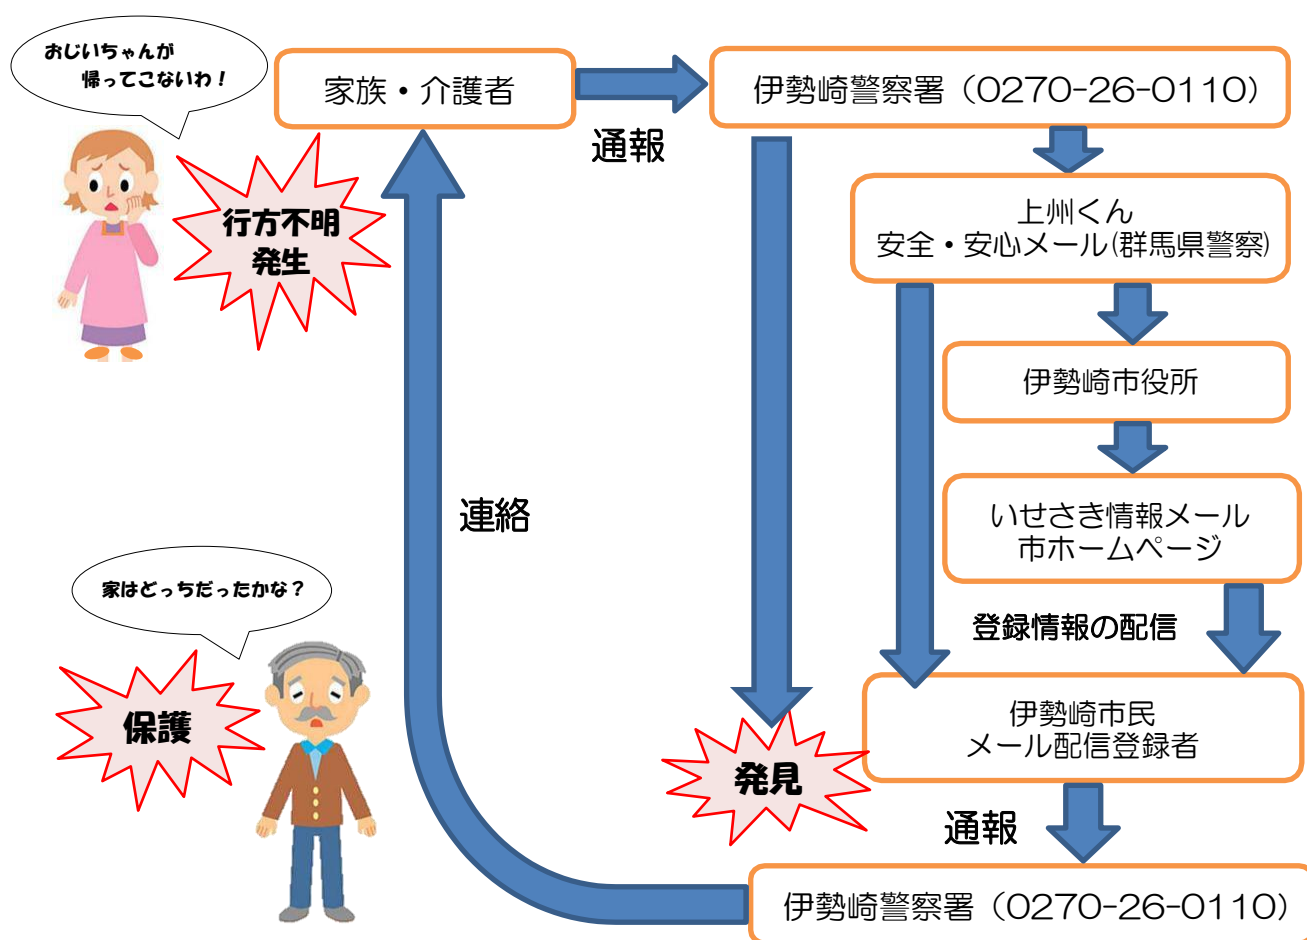 おじいちゃんが
帰ってこないわ！
家族・介護者
通報
伊勢崎警察署（0270-26-0110）
行方不明
発生
上州くん
安全・安心メール(群馬県警察)
伊勢崎市役所
いせさき情報メール
市ホームページ
連絡
登録情報の配信
家はどっちだったかな？
保護
伊勢崎市民
メール配信登録者
発見
通報
伊勢崎警察署（0270-26-0110）